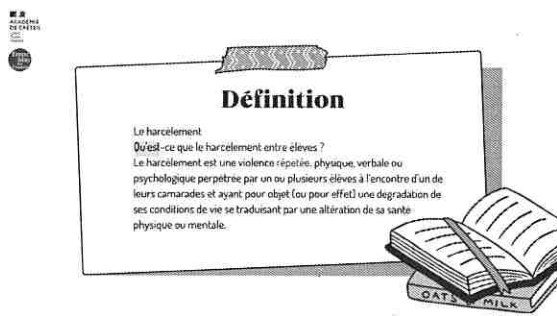 ACADÉMIE
DE CRÉTEIL
Définition
Le harcèlement
Qu'est-ce que le harcèlement entre élèves ?
Le harcèlement est une violence répétée, physique, verbale ou
psychologique perpétrée par un ou plusieurs élèves à l'encontre d'un de
leurs camarades et ayant pour objet (ou pour effet) une dégradation de
ses conditions de vie se traduisant par une altération de sa santé
physique ou mentale.
OATS MILK